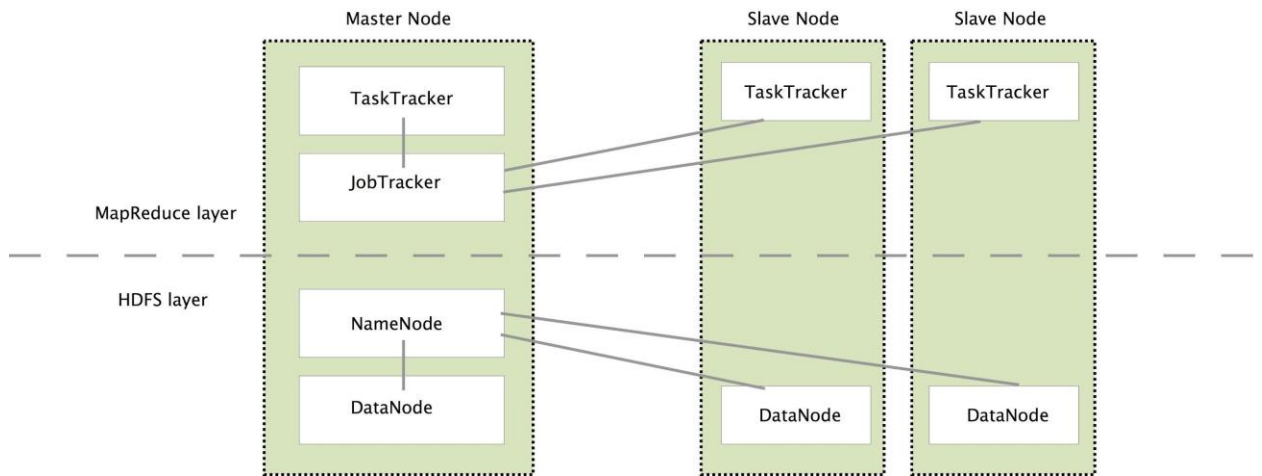 Master Node
Slave Node
Slave Node
TaskTracker
TaskTracker
TaskTracker
JobTracker
MapReduce layer
HDFS layer
NameNode
DataNode
DataNode
DataNode